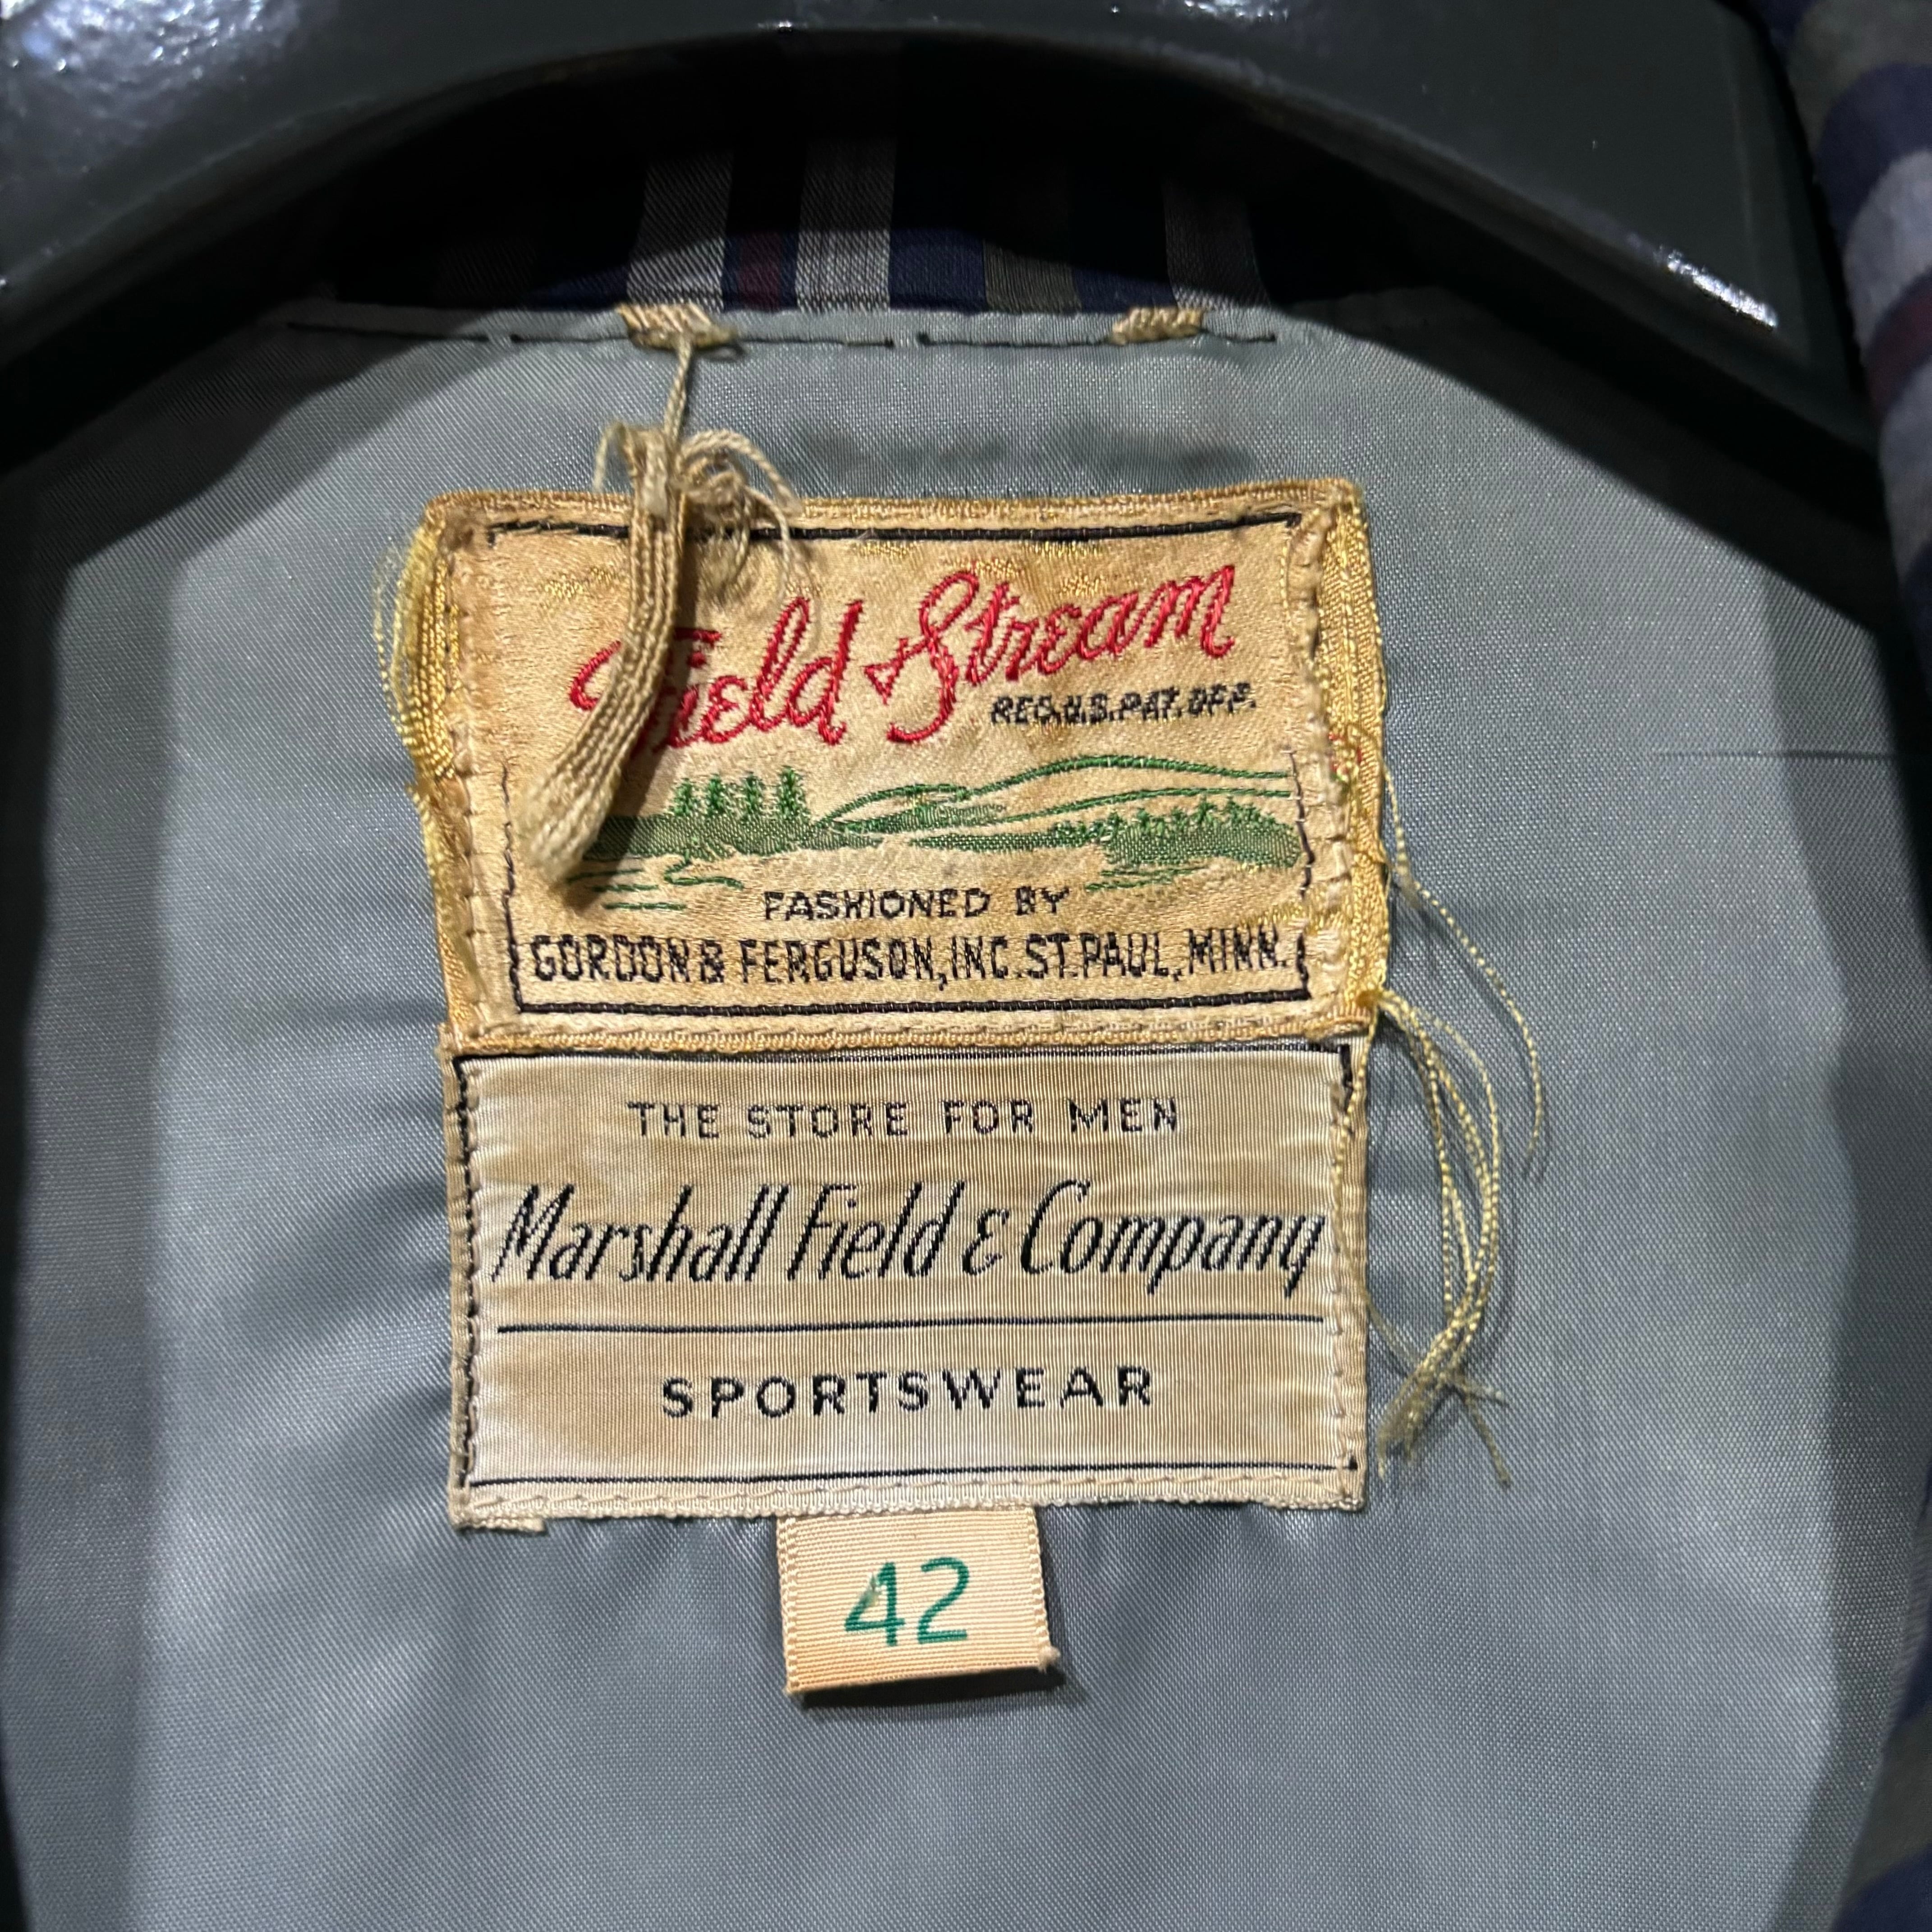 Field & Stream
REG.U.S.PAT.OFF.
FASHIONED BY
GORDON & FERGUSON, INC. ST. PAUL, MINN.
THE STORE FOR MEN
Marshall Field & Company
SPORTSWEAR
42